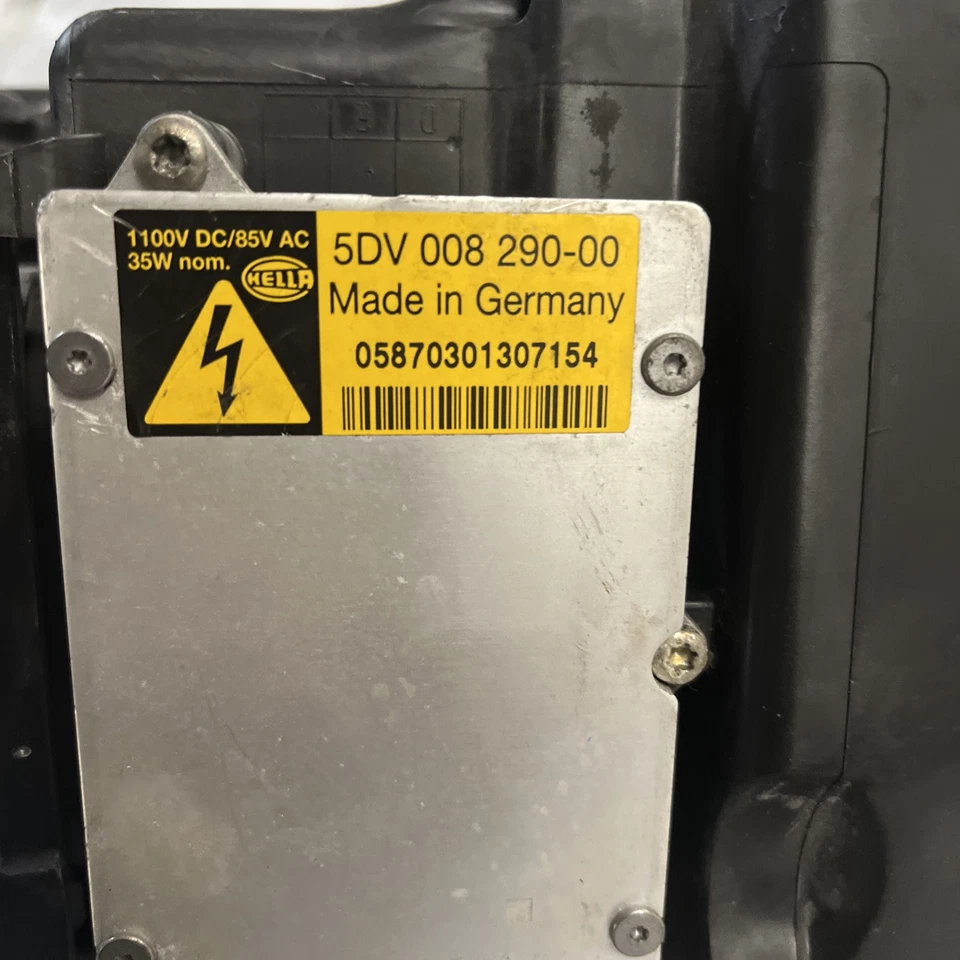 1100V DC/85V AC
35W nom.
HELLA
5DV 008 290-00
Made in Germany
05870301307154